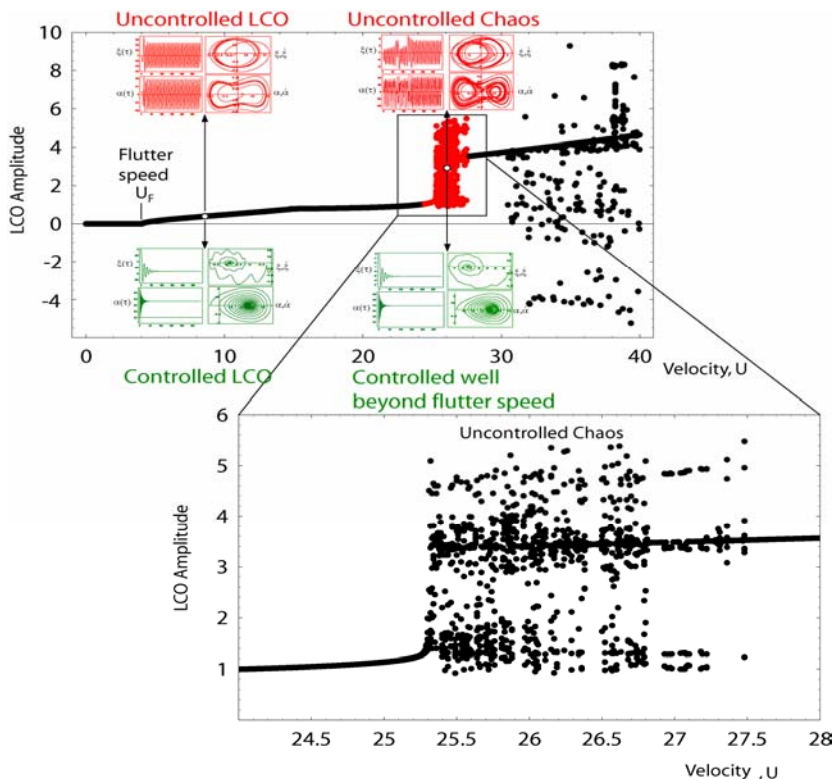 Uncontrolled LCO
Uncontrolled Chaos
10
8
6
4
2
0
-2
-4
LCO Amplitude
ξ(τ)
ξ,ξ̇
α(τ)
α,α̇
ξ(τ)
ξ,ξ̇
α(τ)
α,α̇
Flutter
speed
U_F
ξ(τ)
ξ,ξ̇
α(τ)
α,α̇
ξ(τ)
ξ,ξ̇
α(τ)
α,α̇
0
10
20
30
40
Velocity, U
Controlled LCO
Controlled well
beyond flutter speed
Uncontrolled Chaos
6
5
4
3
2
1
LCO Amplitude
24.5
25
25.5
26
26.5
27
27.5
28
Velocity , U